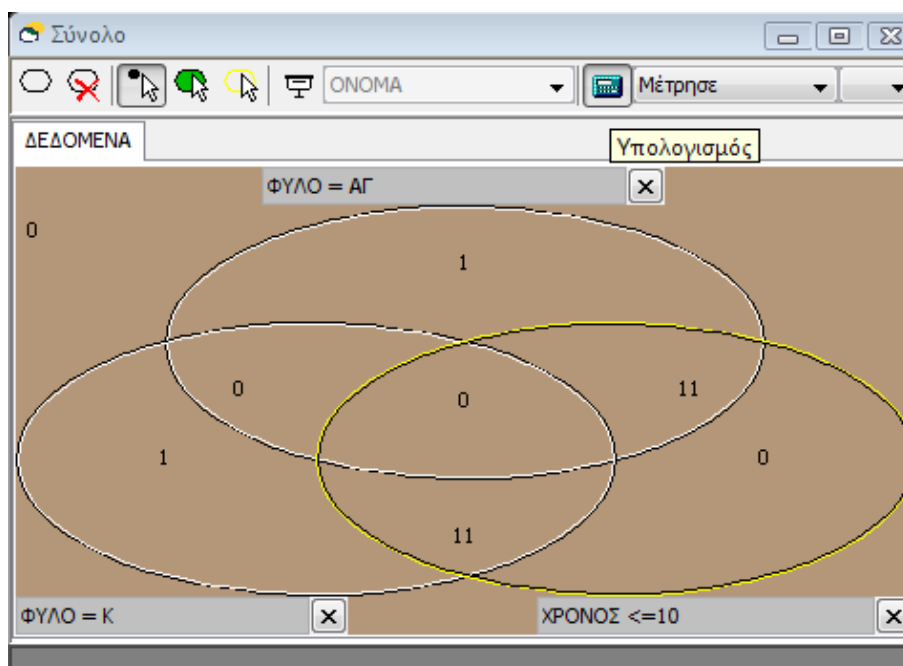 Σύνολο
ΟΝΟΜΑ
Μέτρησε
ΔΕΔΟΜΕΝΑ
Υπολογισμός
ΦΥΛΟ = ΑΓ
0
1
0
0
11
1
0
11
ΦΥΛΟ = Κ
ΧΡΟΝΟΣ <=10